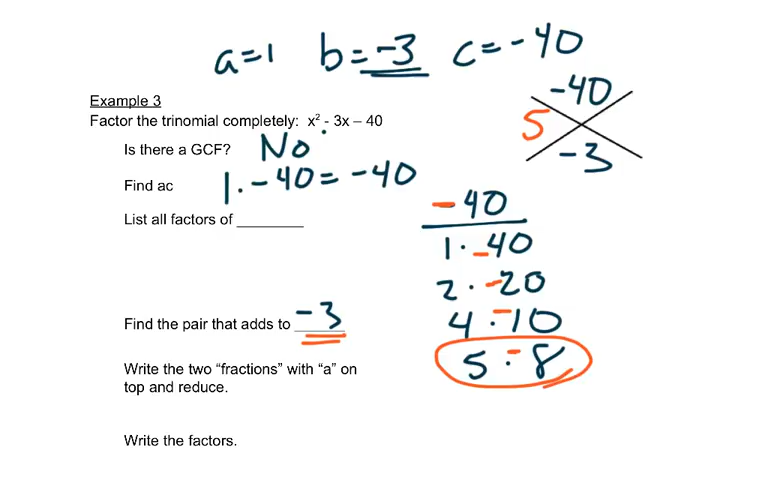 a=1 b=-3 c=-40
Example 3
-40
Factor the trinomial completely: x² - 3x – 40
5
-3
Is there a GCF? No
Find ac 1·-40=-40
List all factors of ________
-40
1·-40
2·-20
4·-10
5·-8
Find the pair that adds to -3
Write the two “fractions” with “a” on
top and reduce.
Write the factors.